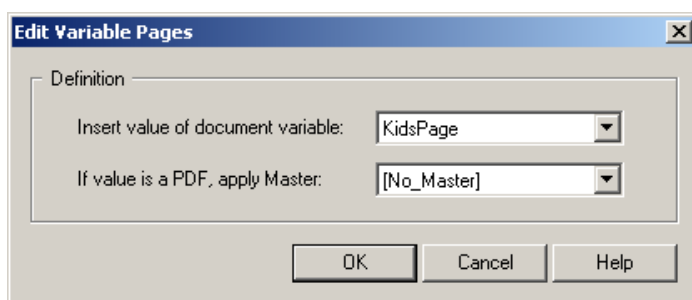 Edit Variable Pages
Definition
Insert value of document variable: KidsPage
If value is a PDF, apply Master: [No_Master]
OK Cancel Help